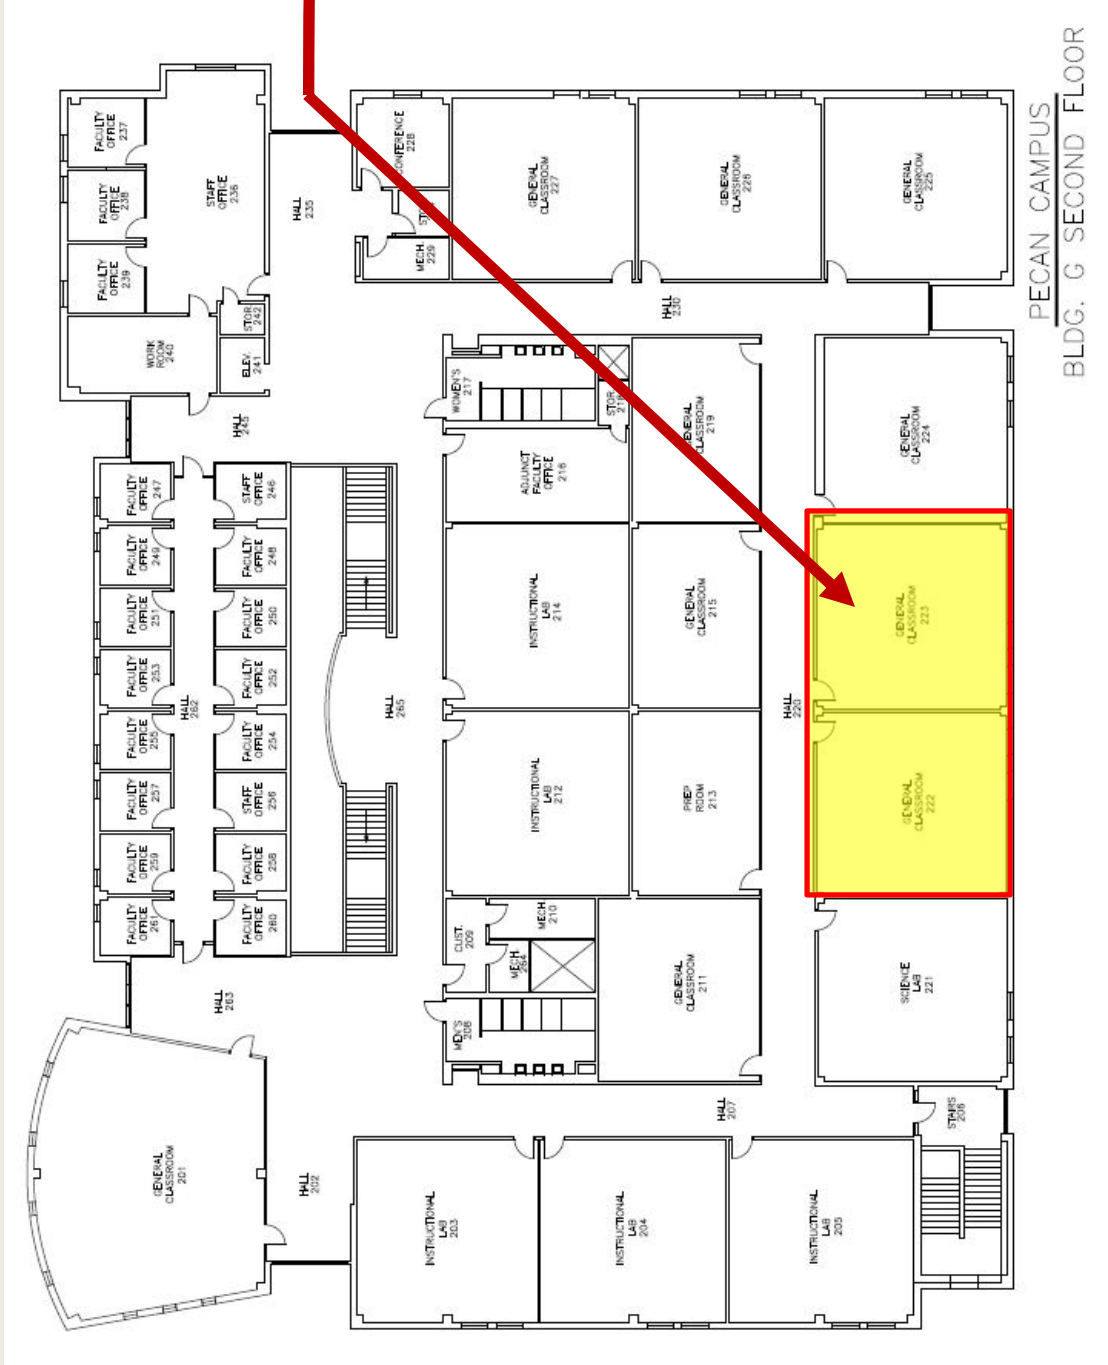 PECAN CAMPUS
BLDG. G SECOND FLOOR
FACULTY
OFFICE
237
FACULTY
OFFICE
238
FACULTY
OFFICE
239
STAFF
OFFICE
236
HALL
235
CONFERENCE
228
MECH.
229
GENERAL
CLASSROOM
227
GENERAL
CLASSROOM
226
GENERAL
CLASSROOM
225
HALL
230
STOR.
242
ELEV.
241
WORK
ROOM
240
HALL
245
WOMEN'S
217
STOR.
218
GENERAL
CLASSROOM
219
GENERAL
CLASSROOM
224
ADJUNCT
FACULTY
OFFICE
216
FACULTY
OFFICE
247
STAFF
OFFICE
246
FACULTY
OFFICE
249
FACULTY
OFFICE
248
FACULTY
OFFICE
251
FACULTY
OFFICE
250
FACULTY
OFFICE
253
FACULTY
OFFICE
252
HALL
262
FACULTY
OFFICE
255
FACULTY
OFFICE
254
FACULTY
OFFICE
257
STAFF
OFFICE
256
FACULTY
OFFICE
259
FACULTY
OFFICE
258
FACULTY
OFFICE
261
FACULTY
OFFICE
260
HALL
265
INSTRUCTIONAL
LAB
214
GENERAL
CLASSROOM
215
GENERAL
CLASSROOM
223
HALL
220
INSTRUCTIONAL
LAB
212
PREP
ROOM
213
GENERAL
CLASSROOM
222
CUST.
209
MECH.
210
MECH.
264
GENERAL
CLASSROOM
211
SCIENCE
LAB
221
HALL
263
MEN'S
208
HALL
207
STAIRS
206
GENERAL
CLASSROOM
201
HALL
202
INSTRUCTIONAL
LAB
203
INSTRUCTIONAL
LAB
204
INSTRUCTIONAL
LAB
205